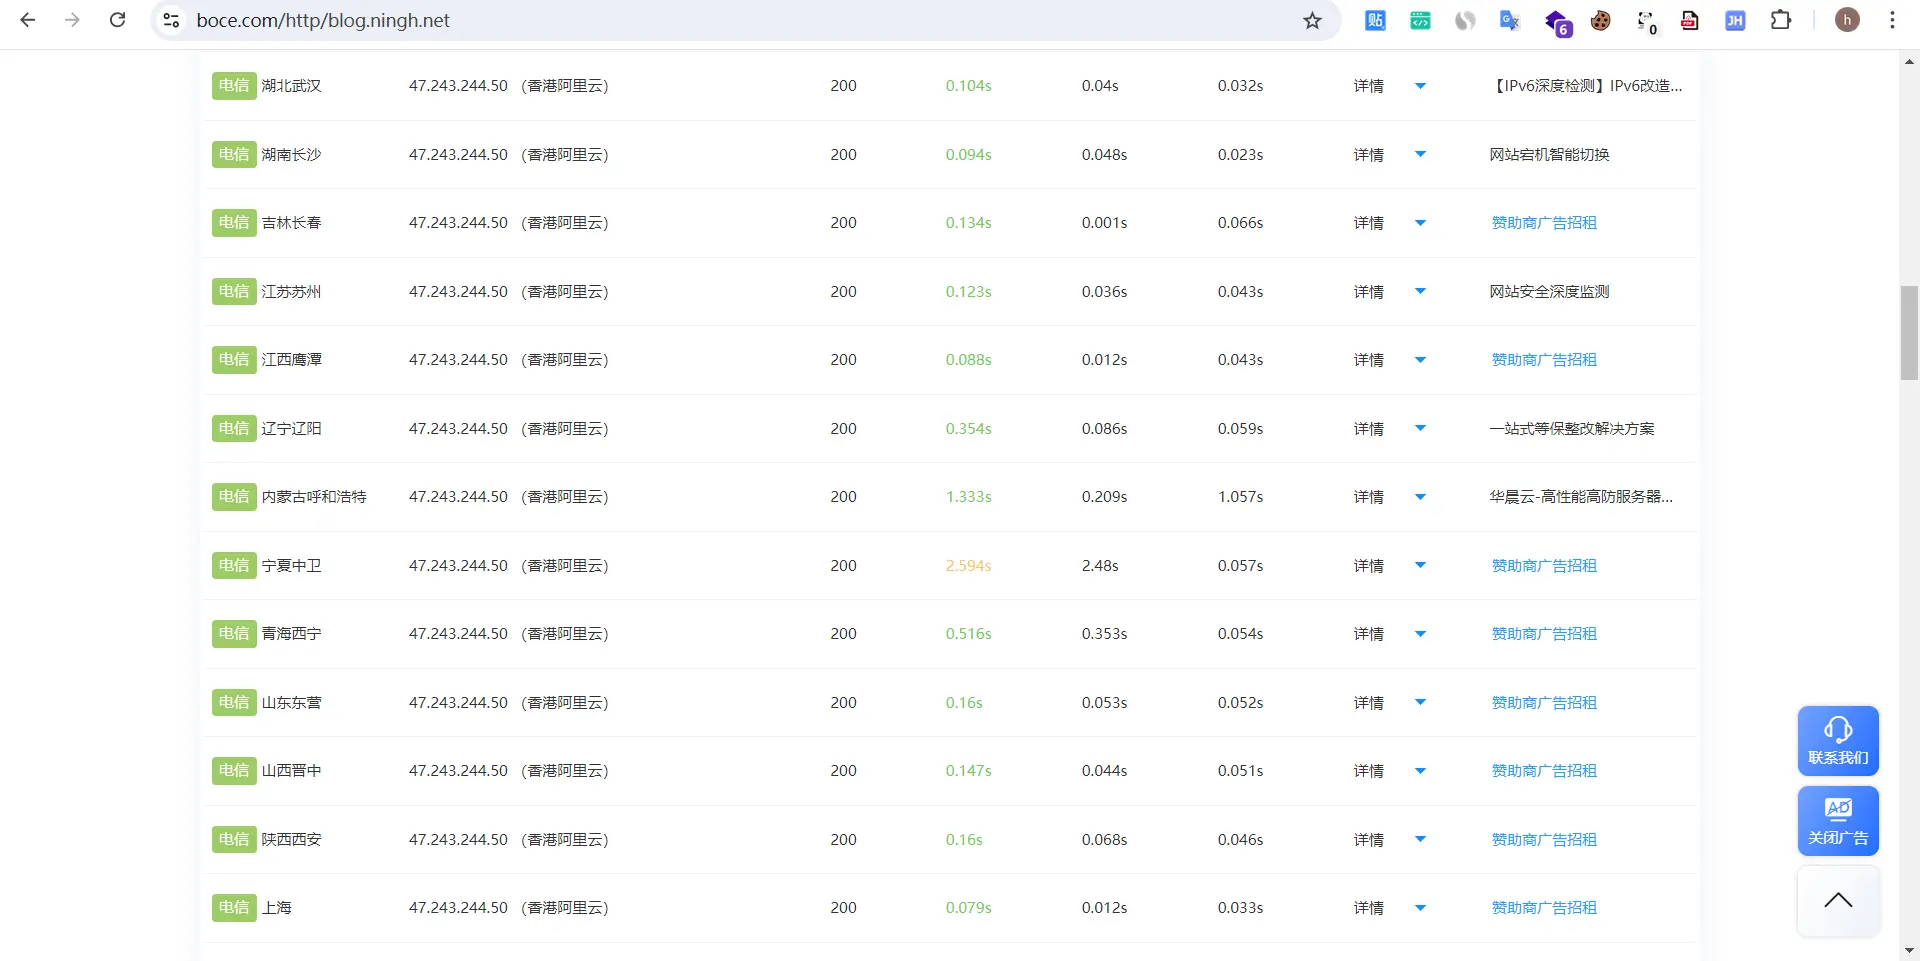 boce.com/http/blog.ningh.net
贴 6 0 PDF JH h
电信 湖北武汉 47.243.244.50 (香港阿里云) 200 0.104s 0.04s 0.032s 详情 【IPv6深度检测】IPv6改造...
电信 湖南长沙 47.243.244.50 (香港阿里云) 200 0.094s 0.048s 0.023s 详情 网站宕机智能切换
电信 吉林长春 47.243.244.50 (香港阿里云) 200 0.134s 0.001s 0.066s 详情 赞助商广告招租
电信 江苏苏州 47.243.244.50 (香港阿里云) 200 0.123s 0.036s 0.043s 详情 网站安全深度监测
电信 江西鹰潭 47.243.244.50 (香港阿里云) 200 0.088s 0.012s 0.043s 详情 赞助商广告招租
电信 辽宁辽阳 47.243.244.50 (香港阿里云) 200 0.354s 0.086s 0.059s 详情 一站式等保整改解决方案
电信 内蒙古呼和浩特 47.243.244.50 (香港阿里云) 200 1.333s 0.209s 1.057s 详情 华晨云-高性能高防服务器...
电信 宁夏中卫 47.243.244.50 (香港阿里云) 200 2.594s 2.48s 0.057s 详情 赞助商广告招租
电信 青海西宁 47.243.244.50 (香港阿里云) 200 0.516s 0.353s 0.054s 详情 赞助商广告招租
电信 山东东营 47.243.244.50 (香港阿里云) 200 0.16s 0.053s 0.052s 详情 赞助商广告招租
电信 山西晋中 47.243.244.50 (香港阿里云) 200 0.147s 0.044s 0.051s 详情 赞助商广告招租
电信 陕西西安 47.243.244.50 (香港阿里云) 200 0.16s 0.068s 0.046s 详情 赞助商广告招租
电信 上海 47.243.244.50 (香港阿里云) 200 0.079s 0.012s 0.033s 详情 赞助商广告招租
联系我们
AD
关闭广告